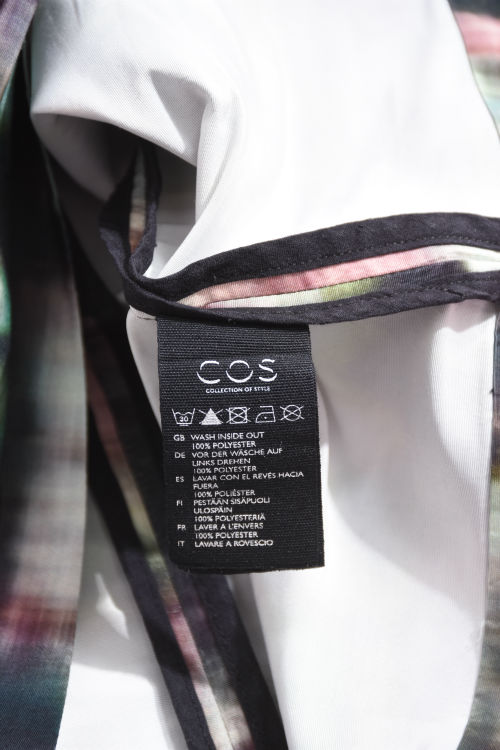 COS
COLLECTION OF STYLE
30
GB WASH INSIDE OUT
100% POLYESTER
DE VOR DER WÄSCHE AUF
LINKS DREHEN
100% POLYESTER
ES LAVAR CON EL REVÉS HACIA
FUERA
100% POLIÉSTER
FI PESTÄÄN SISÄPUOLI
ULOSPÄIN
100% POLYESTERIÄ
FR LAVER A L'ENVERS
100% POLYESTER
IT LAVARE A ROVESCIO